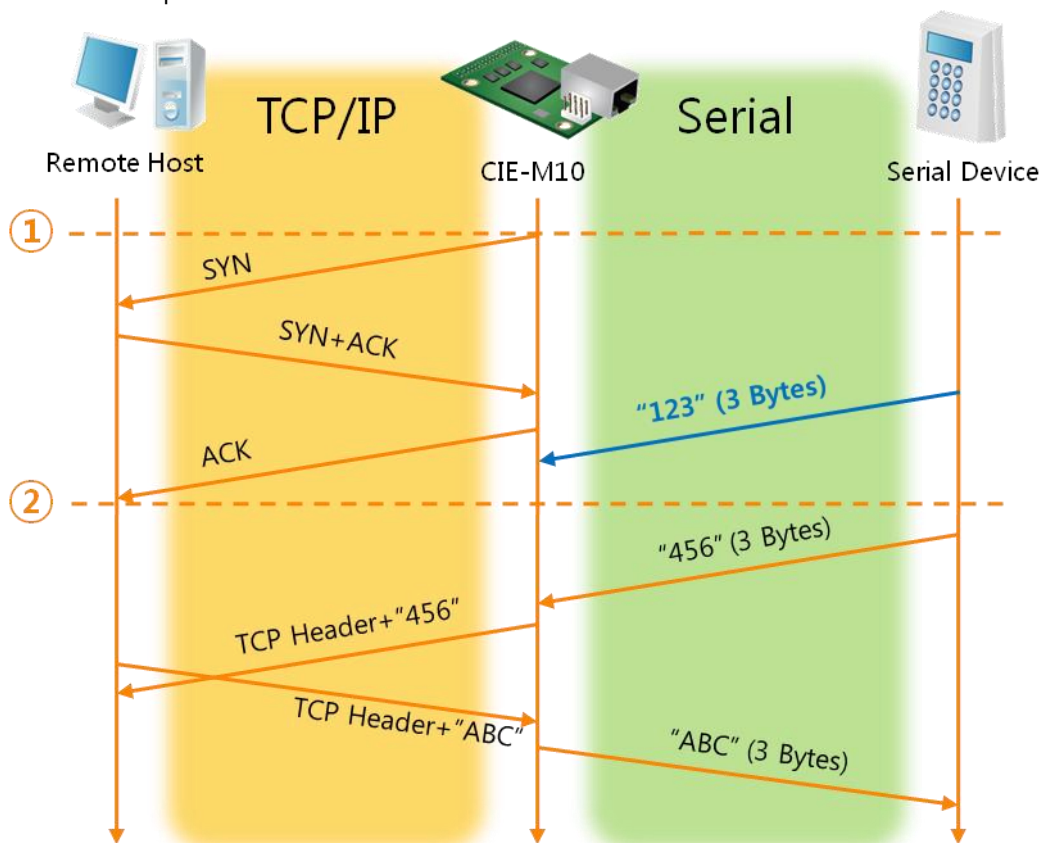 TCP/IP
Serial
Remote Host
CIE-M10
Serial Device
①
SYN
SYN+ACK
"123" (3 Bytes)
ACK
②
"456" (3 Bytes)
TCP Header+"456"
TCP Header+"ABC"
"ABC" (3 Bytes)